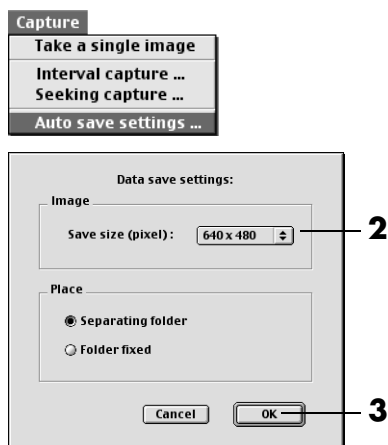 Capture
Take a single image
Interval capture ...
Seeking capture ...
Auto save settings ...
Data save settings:
Image
Save size (pixel) : 640 x 480 2
Place
Separating folder
Folder fixed
Cancel OK 3